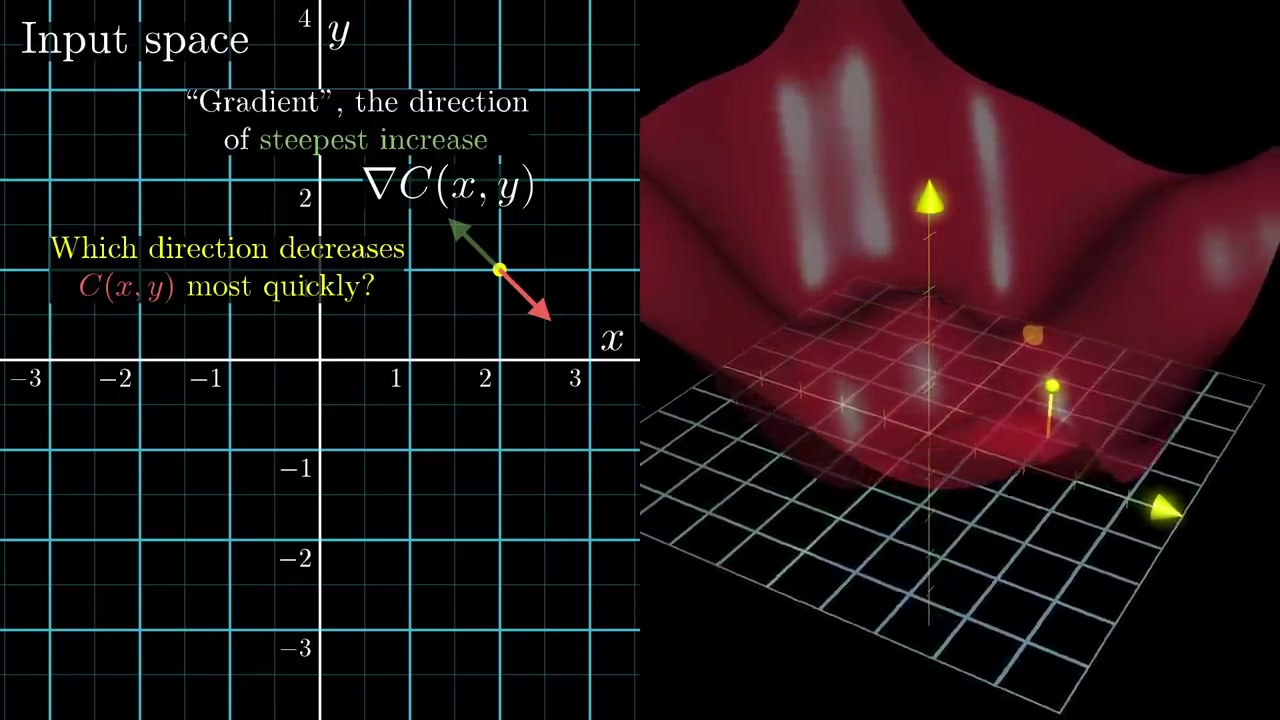 Input space
4
y
“Gradient”, the direction
of steepest increase
∇C(x, y)
2
Which direction decreases
C(x, y) most quickly?
x
−3 −2 −1 1 2 3
−1
−2
−3